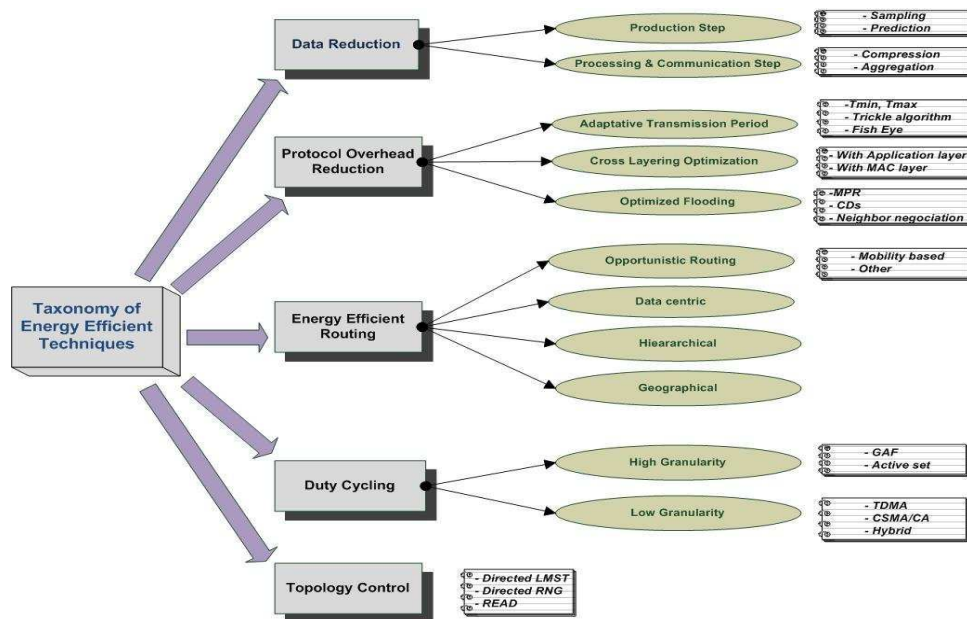 Taxonomy of
Energy Efficient
Techniques
Data Reduction
Production Step
- Sampling
- Prediction
Processing & Communication Step
- Compression
- Aggregation
Protocol Overhead
Reduction
Adaptative Transmission Period
-Tmin, Tmax
- Trickle algorithm
- Fish Eye
Cross Layering Optimization
- With Application layer
- With MAC layer
Optimized Flooding
-MPR
- CDs
- Neighbor negociation
Energy Efficient
Routing
Opportunistic Routing
- Mobility based
- Other
Data centric
Hieararchical
Geographical
Duty Cycling
High Granularity
- GAF
- Active set
Low Granularity
- TDMA
- CSMA/CA
- Hybrid
Topology Control
- Directed LMST
- Directed RNG
- READ